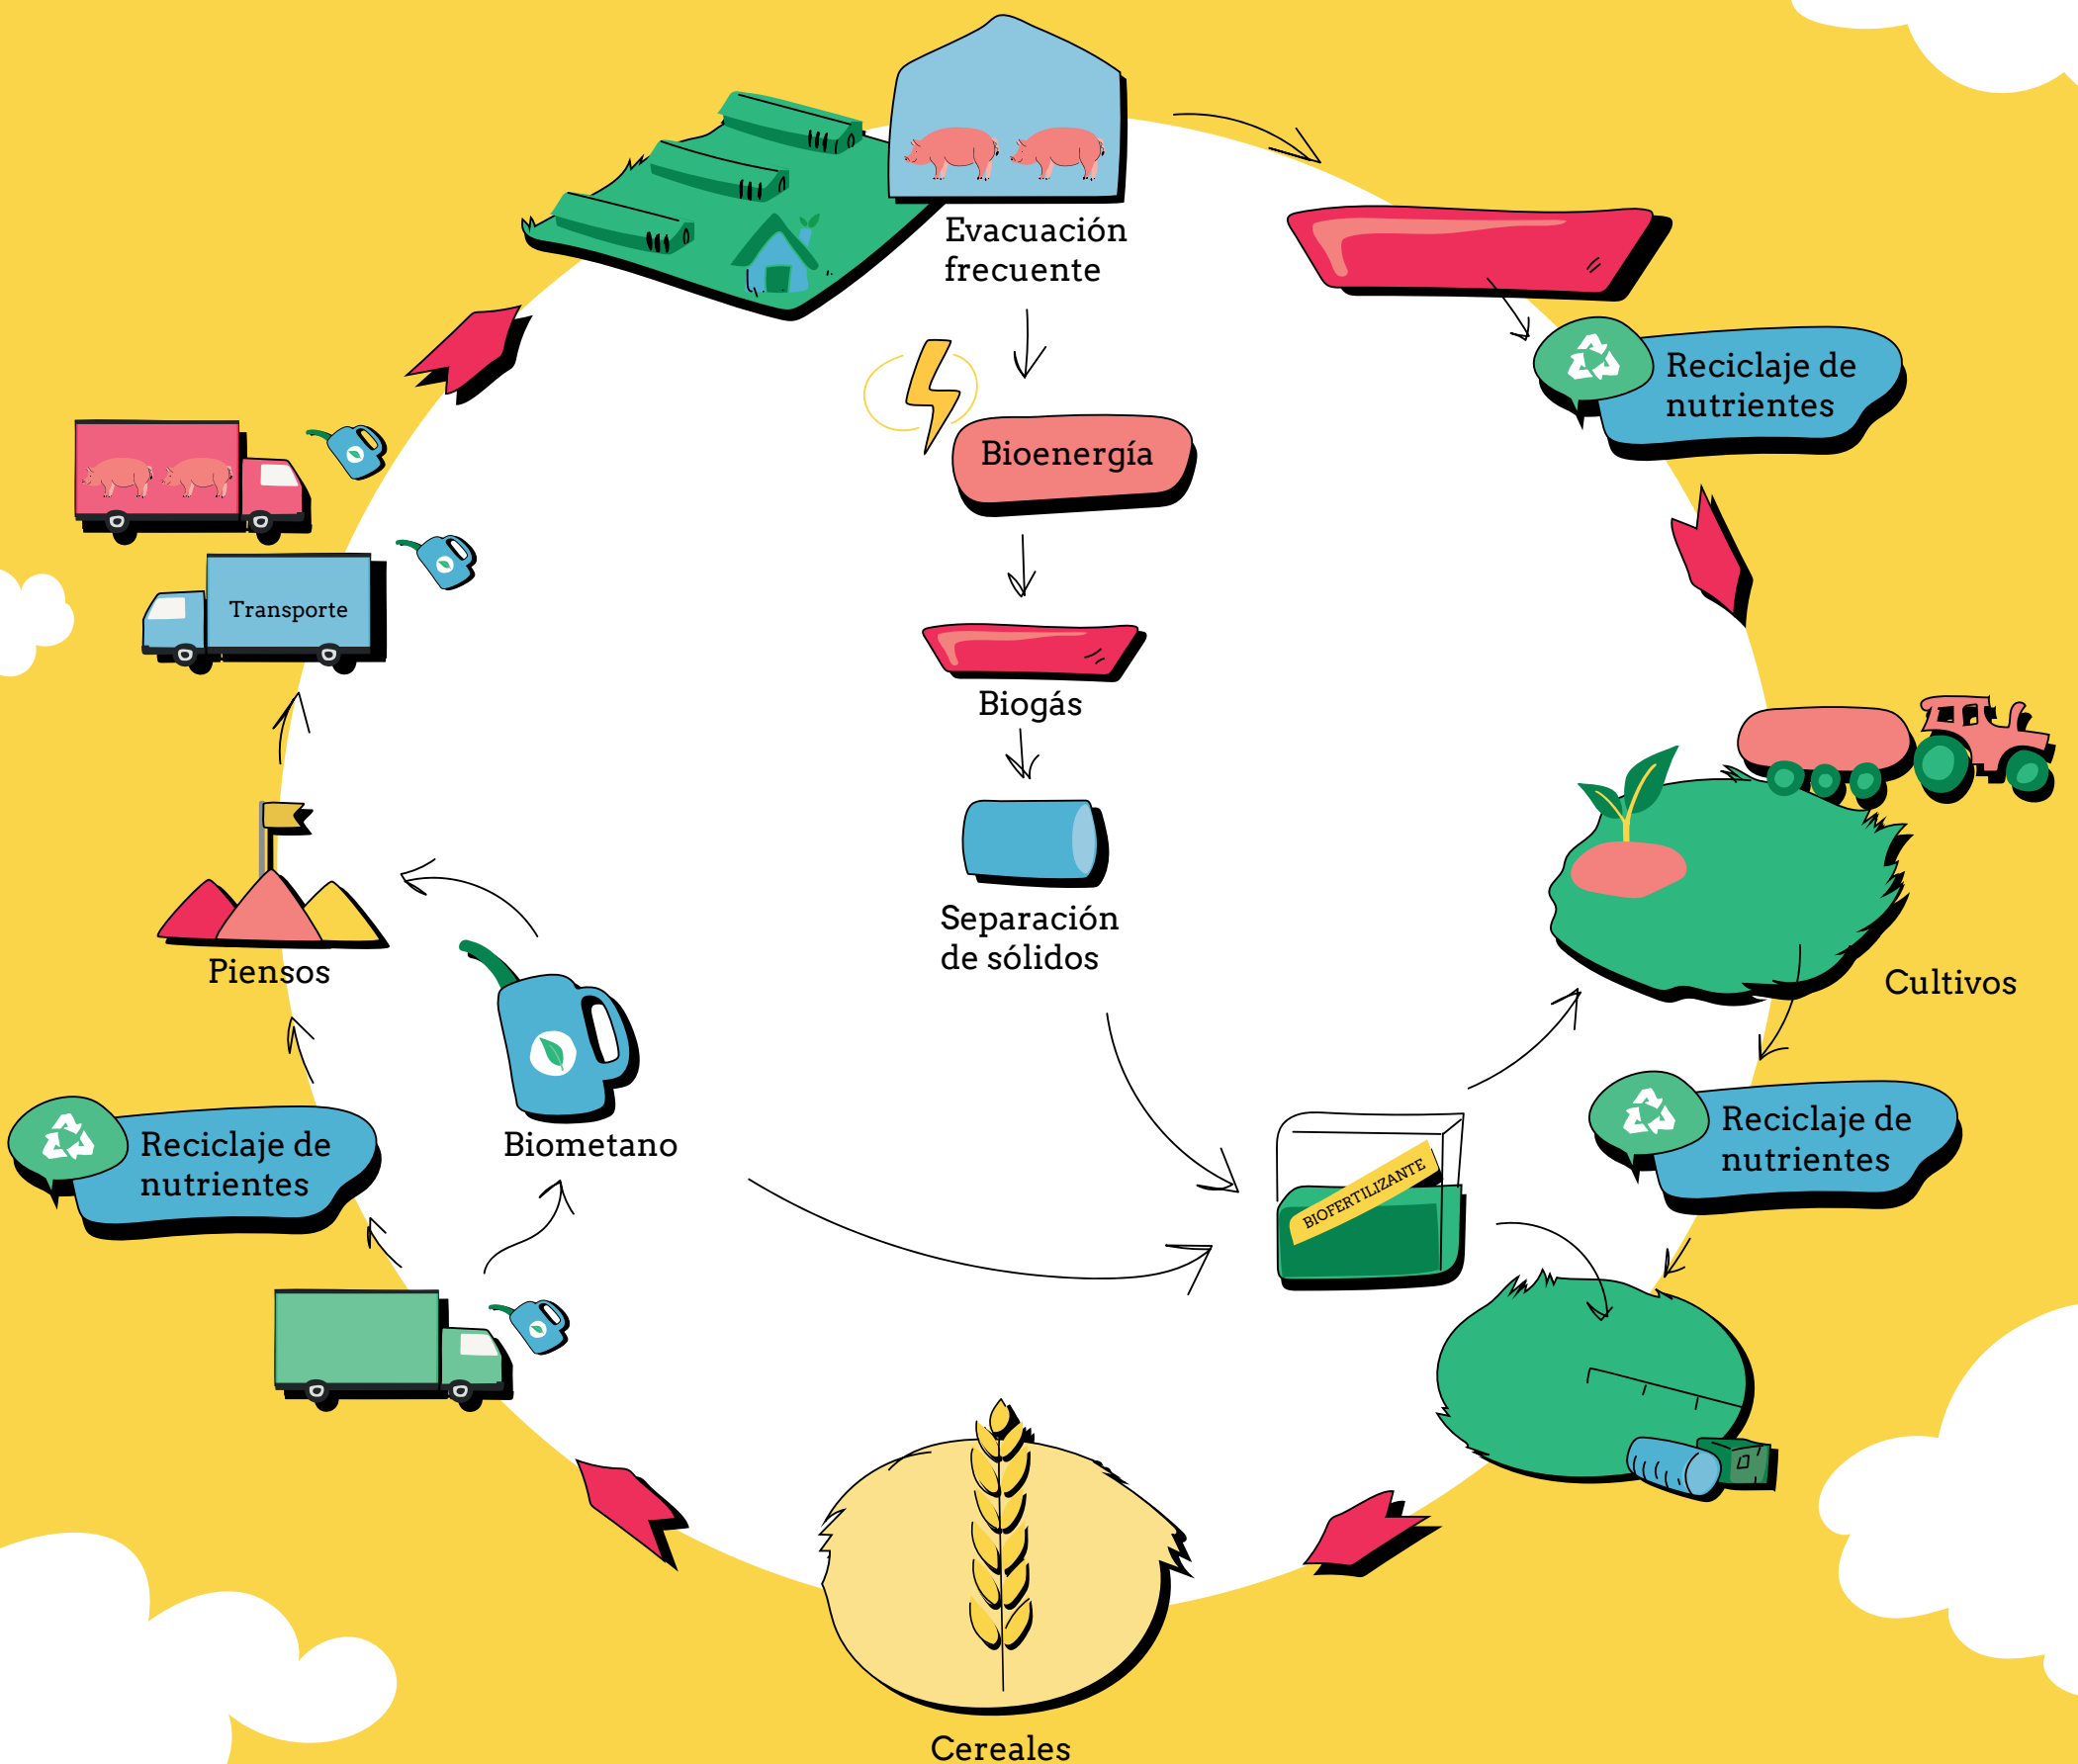 Evacuación
frecuente
Reciclaje de
nutrientes
Bioenergía
Transporte
Biogás
Separación
de sólidos
Piensos
Cultivos
Biometano
Reciclaje de
nutrientes
Reciclaje de
nutrientes
BIOFERTILIZANTE
Cereales